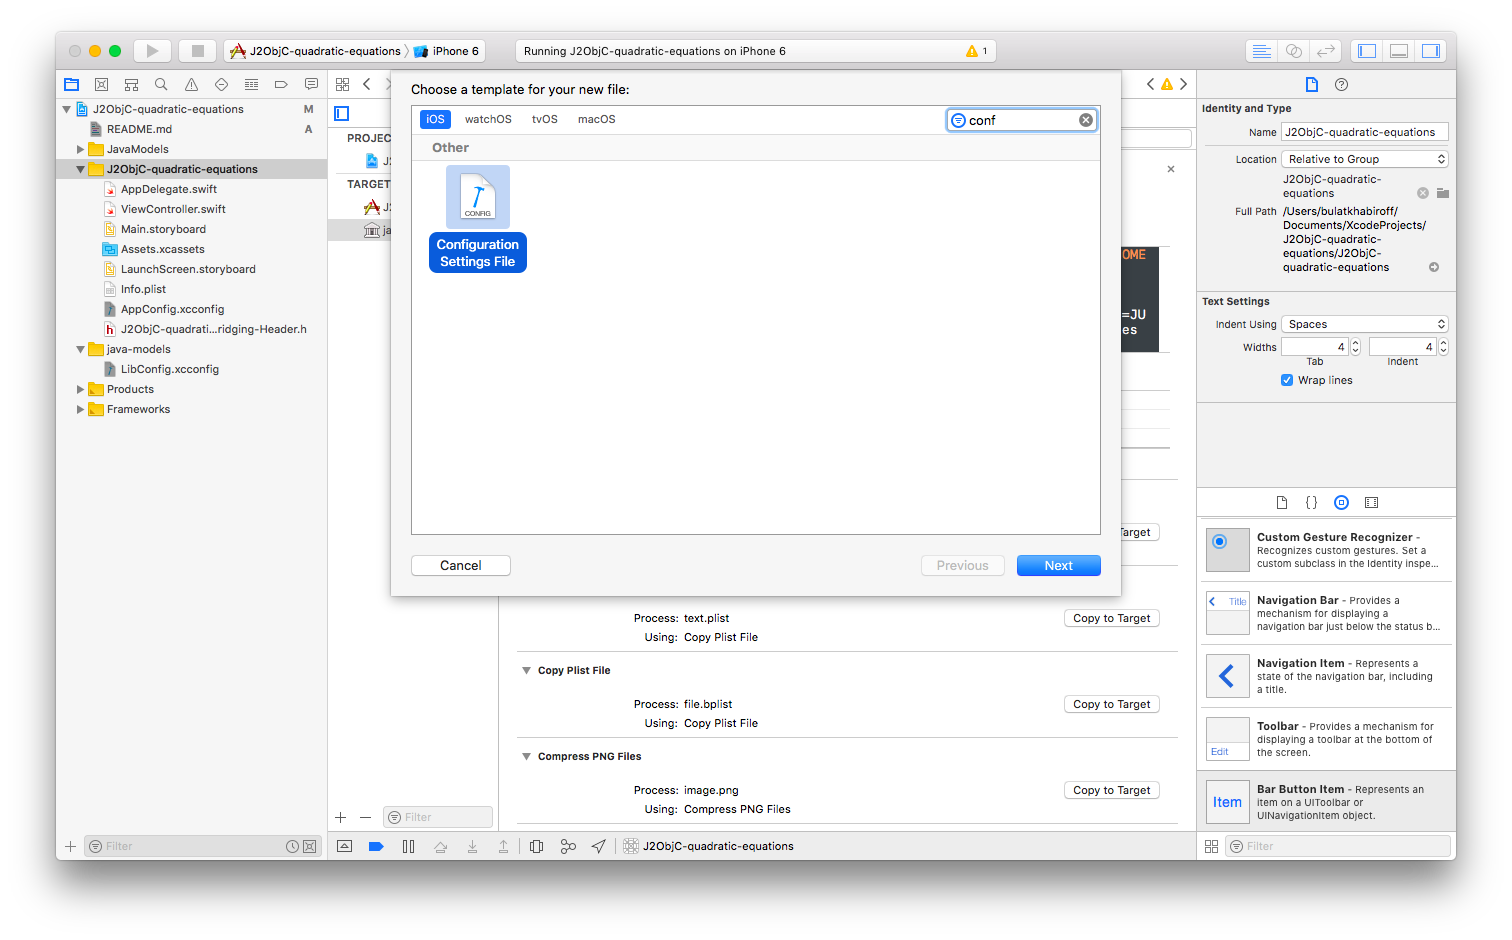 J2ObjC-quadratic-equations
iPhone 6
Running J2ObjC-quadratic-equations on iPhone 6
1
J2ObjC-quadratic-equations
M
README.md
A
JavaModels
J2ObjC-quadratic-equations
AppDelegate.swift
ViewController.swift
Main.storyboard
Assets.xcassets
LaunchScreen.storyboard
Info.plist
AppConfig.xcconfig
J2ObjC-quadrati...ridging-Header.h
java-models
LibConfig.xcconfig
Products
Frameworks
Filter
PROJEC
J2
TARGET
J2
ja
Filter
Choose a template for your new file:
iOS
watchOS
tvOS
macOS
conf
Other
CONFIG
Configuration
Settings File
Cancel
Previous
Next
OME
=JU
es
Target
Process: text.plist
Copy to Target
Using: Copy Plist File
Copy Plist File
Process: file.bplist
Copy to Target
Using: Copy Plist File
Compress PNG Files
Process: image.png
Copy to Target
Using: Compress PNG Files
J2ObjC-quadratic-equations
Identity and Type
Name
J2ObjC-quadratic-equations
Location
Relative to Group
J2ObjC-quadratic-
equations
Full Path
/Users/bulatkhabiroff/
Documents/XcodeProjects/
J2ObjC-quadratic-
equations/J2ObjC-
quadratic-equations
Text Settings
Indent Using
Spaces
Widths
4
4
Tab
Indent
Wrap lines
{}
Custom Gesture Recognizer -
Recognizes custom gestures. Set a
custom subclass in the Identity inspe...
Title
Navigation Bar - Provides a
mechanism for displaying a
navigation bar just below the status b...
Navigation Item - Represents a
state of the navigation bar, including
a title.
Edit
Toolbar - Provides a mechanism for
displaying a toolbar at the bottom of
the screen.
Item
Bar Button Item - Represents an
item on a UIToolbar or
UINavigationItem object.
Filter